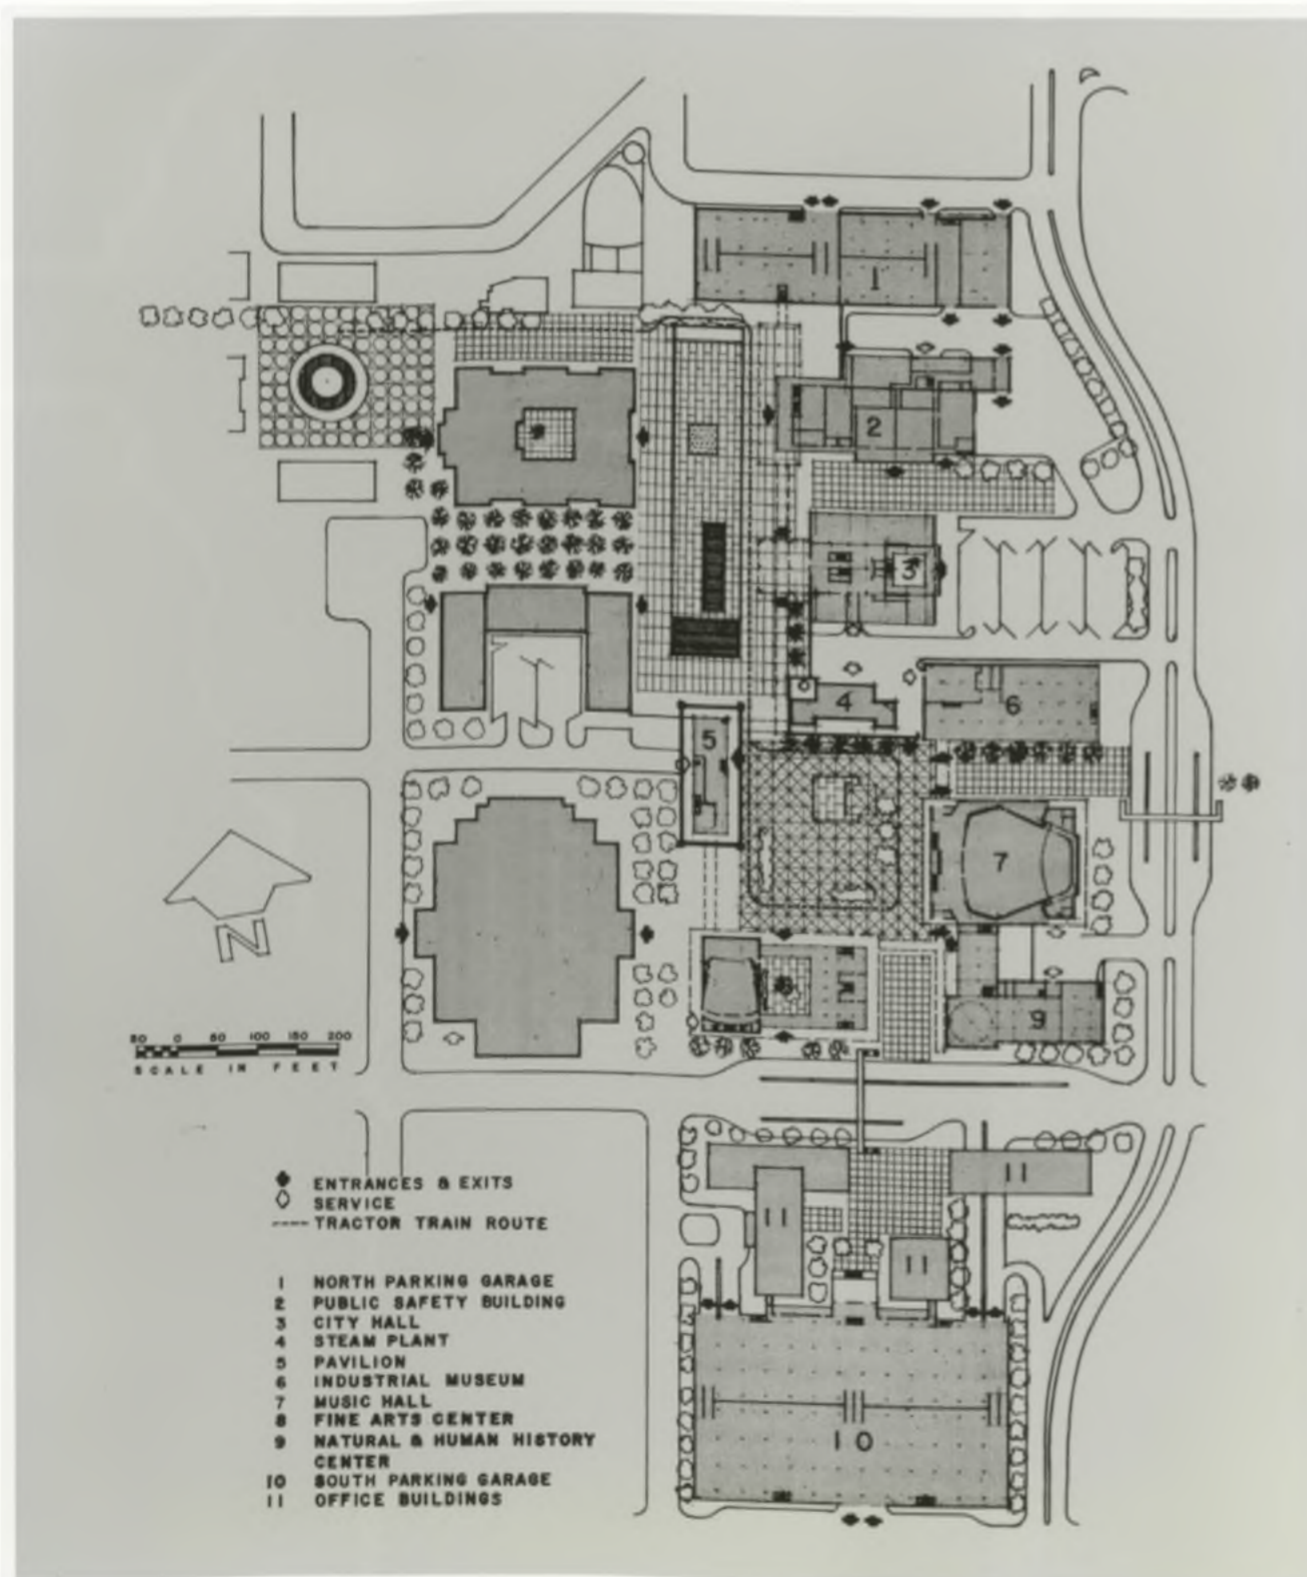 1
2
3
4
6
5
7
8
9
N
50 0 50 100 150 200
SCALE IN FEET
11
11
11
10
ENTRANCES & EXITS
SERVICE
TRACTOR TRAIN ROUTE
1 NORTH PARKING GARAGE
2 PUBLIC SAFETY BUILDING
3 CITY HALL
4 STEAM PLANT
5 PAVILION
6 INDUSTRIAL MUSEUM
7 MUSIC HALL
8 FINE ARTS CENTER
9 NATURAL & HUMAN HISTORY
CENTER
10 SOUTH PARKING GARAGE
11 OFFICE BUILDINGS